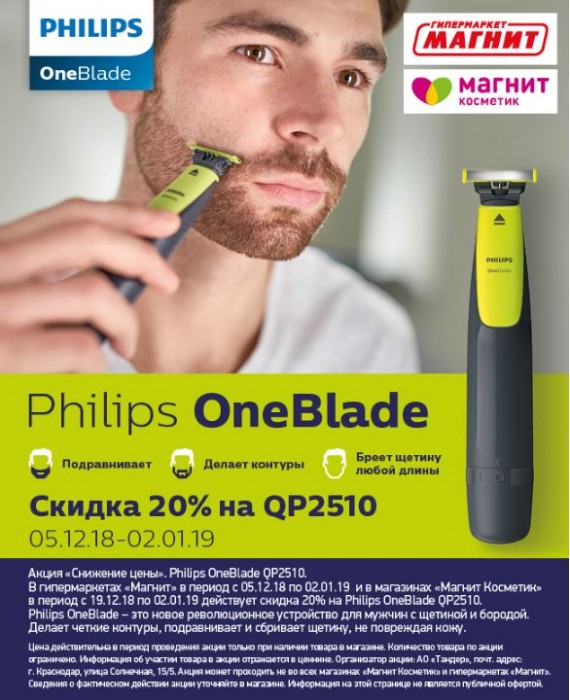 PHILIPS
OneBlade
ГИПЕРМАРКЕТ
МАГНИТ
МАГНИТ
косметик
PHILIPS
OneBlade
Philips OneBlade
Подравнивает
Делает контуры
Бреет щетину
любой длины
Скидка 20% на QP2510
05.12.18-02.01.19
Акция «Снижение цены». Philips OneBlade QP2510.
В гипермаркетах «Магнит» в период с 05.12.18 по 02.01.19 и в магазинах «Магнит Косметик»
в период с 19.12.18 по 02.01.19 действует скидка 20% на Philips OneBlade QP2510.
Philips OneBlade – это новое революционное устройство для мужчин с щетиной и бородой.
Делает четкие контуры, подравнивает и сбривает щетину, не повреждая кожу.
Цена действительна в период проведения акции только при наличии товара в магазине. Количество товара по акции
ограничено. Информация об участии товара в акции отражается в ценнике. Организатор акции: АО «Тандер», почт. адрес:
г. Краснодар, улица Солнечная, 15/5. Акция может проходить не во всех магазинах «Магнит Косметик» и гипермаркетах «Магнит».
Сведения о фактическом действии акции уточняйте в магазине. Информация на этой странице не является публичной офертой.